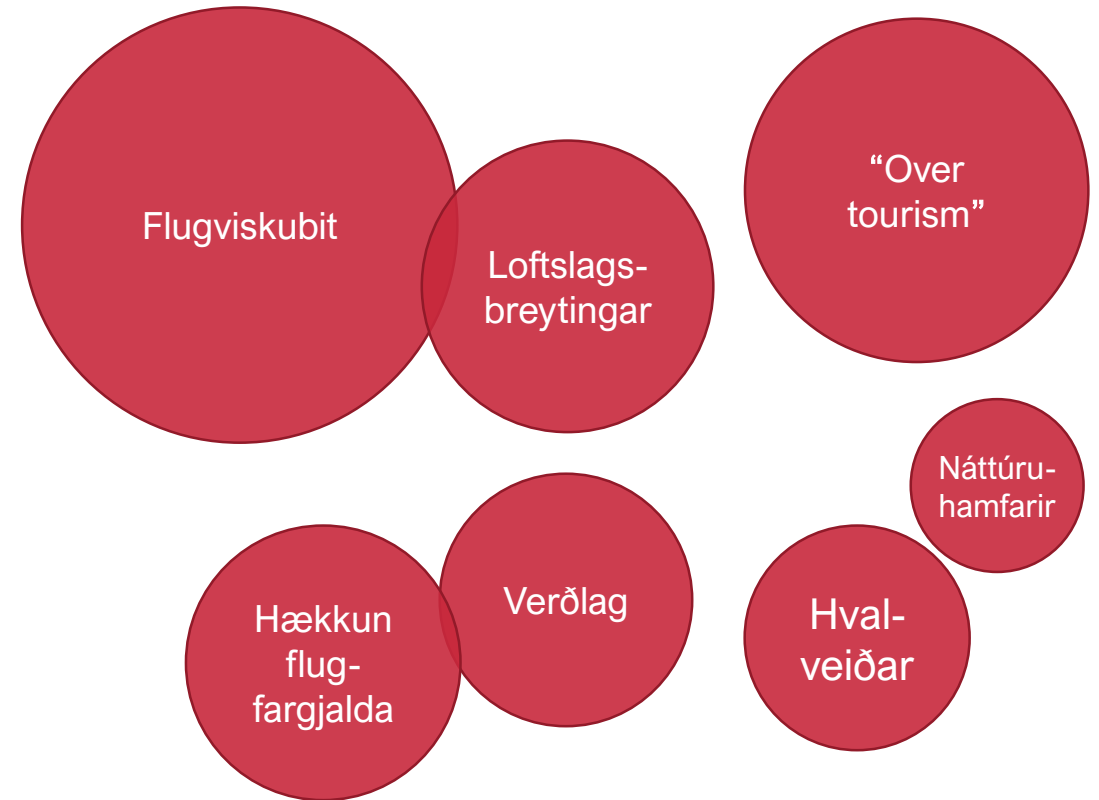 Flugviskubit
Loftslags-
breytingar
“Over
tourism”
Náttúru-
hamfarir
Hækkun
flug-
fargjalda
Verðlag
Hval-
veiðar